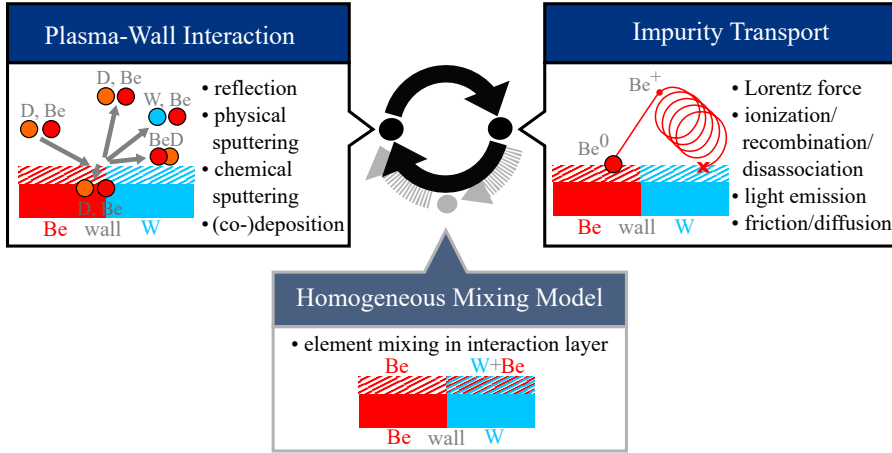 Plasma-Wall Interaction
D, Be
D, Be
W, Be
BeD
D, Be
Be wall W
• reflection
• physical
sputtering
• chemical
sputtering
• (co-)deposition
Impurity Transport
Be+
Be0
Be wall W
• Lorentz force
• ionization/
recombination/
disassociation
• light emission
• friction/diffusion
Homogeneous Mixing Model
• element mixing in interaction layer
Be W+Be
Be wall W